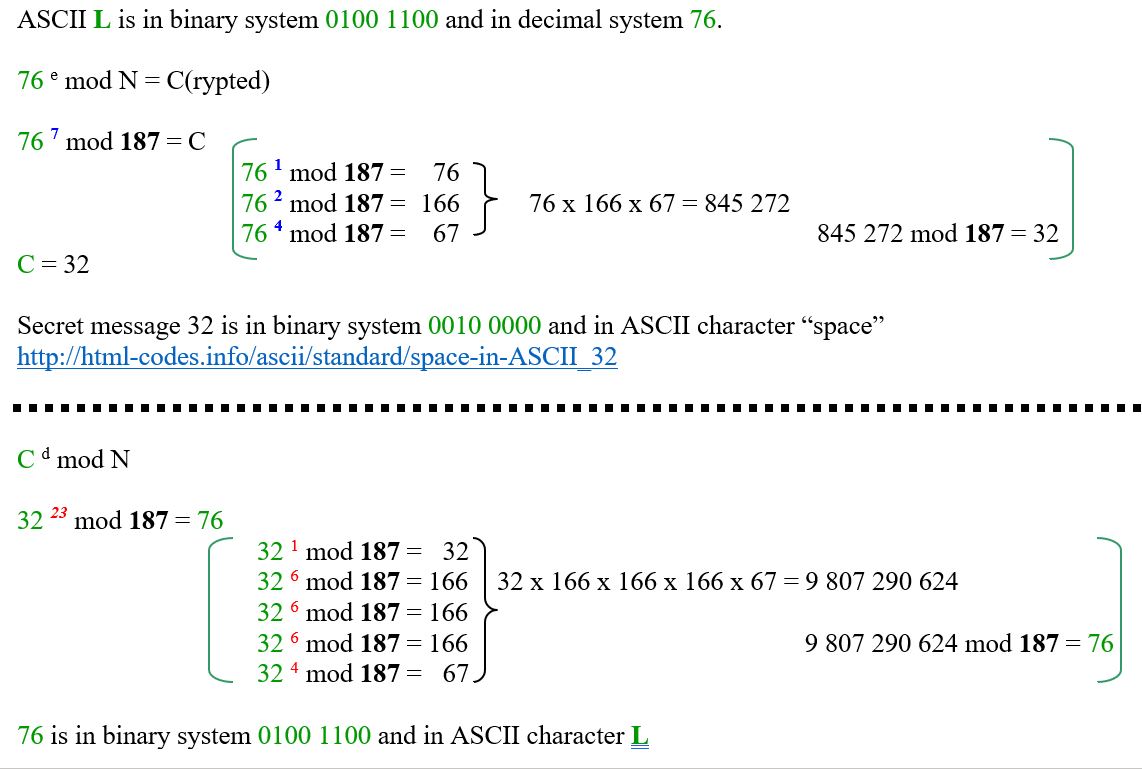 ASCII L is in binary system 0100 1100 and in decimal system 76.
76 ᵉ mod N = C(rypted)
76 ⁷ mod 187 = C
76 ¹ mod 187 = 76
76 ² mod 187 = 166
76 ⁴ mod 187 = 67
76 x 166 x 67 = 845 272
845 272 mod 187 = 32
C = 32
Secret message 32 is in binary system 0010 0000 and in ASCII character “space”
http://html-codes.info/ascii/standard/space-in-ASCII_32
C ᵈ mod N
32 ²³ mod 187 = 76
32 ¹ mod 187 = 32
32 ⁶ mod 187 = 166
32 ⁶ mod 187 = 166
32 ⁶ mod 187 = 166
32 ⁴ mod 187 = 67
32 x 166 x 166 x 166 x 67 = 9 807 290 624
9 807 290 624 mod 187 = 76
76 is in binary system 0100 1100 and in ASCII character L